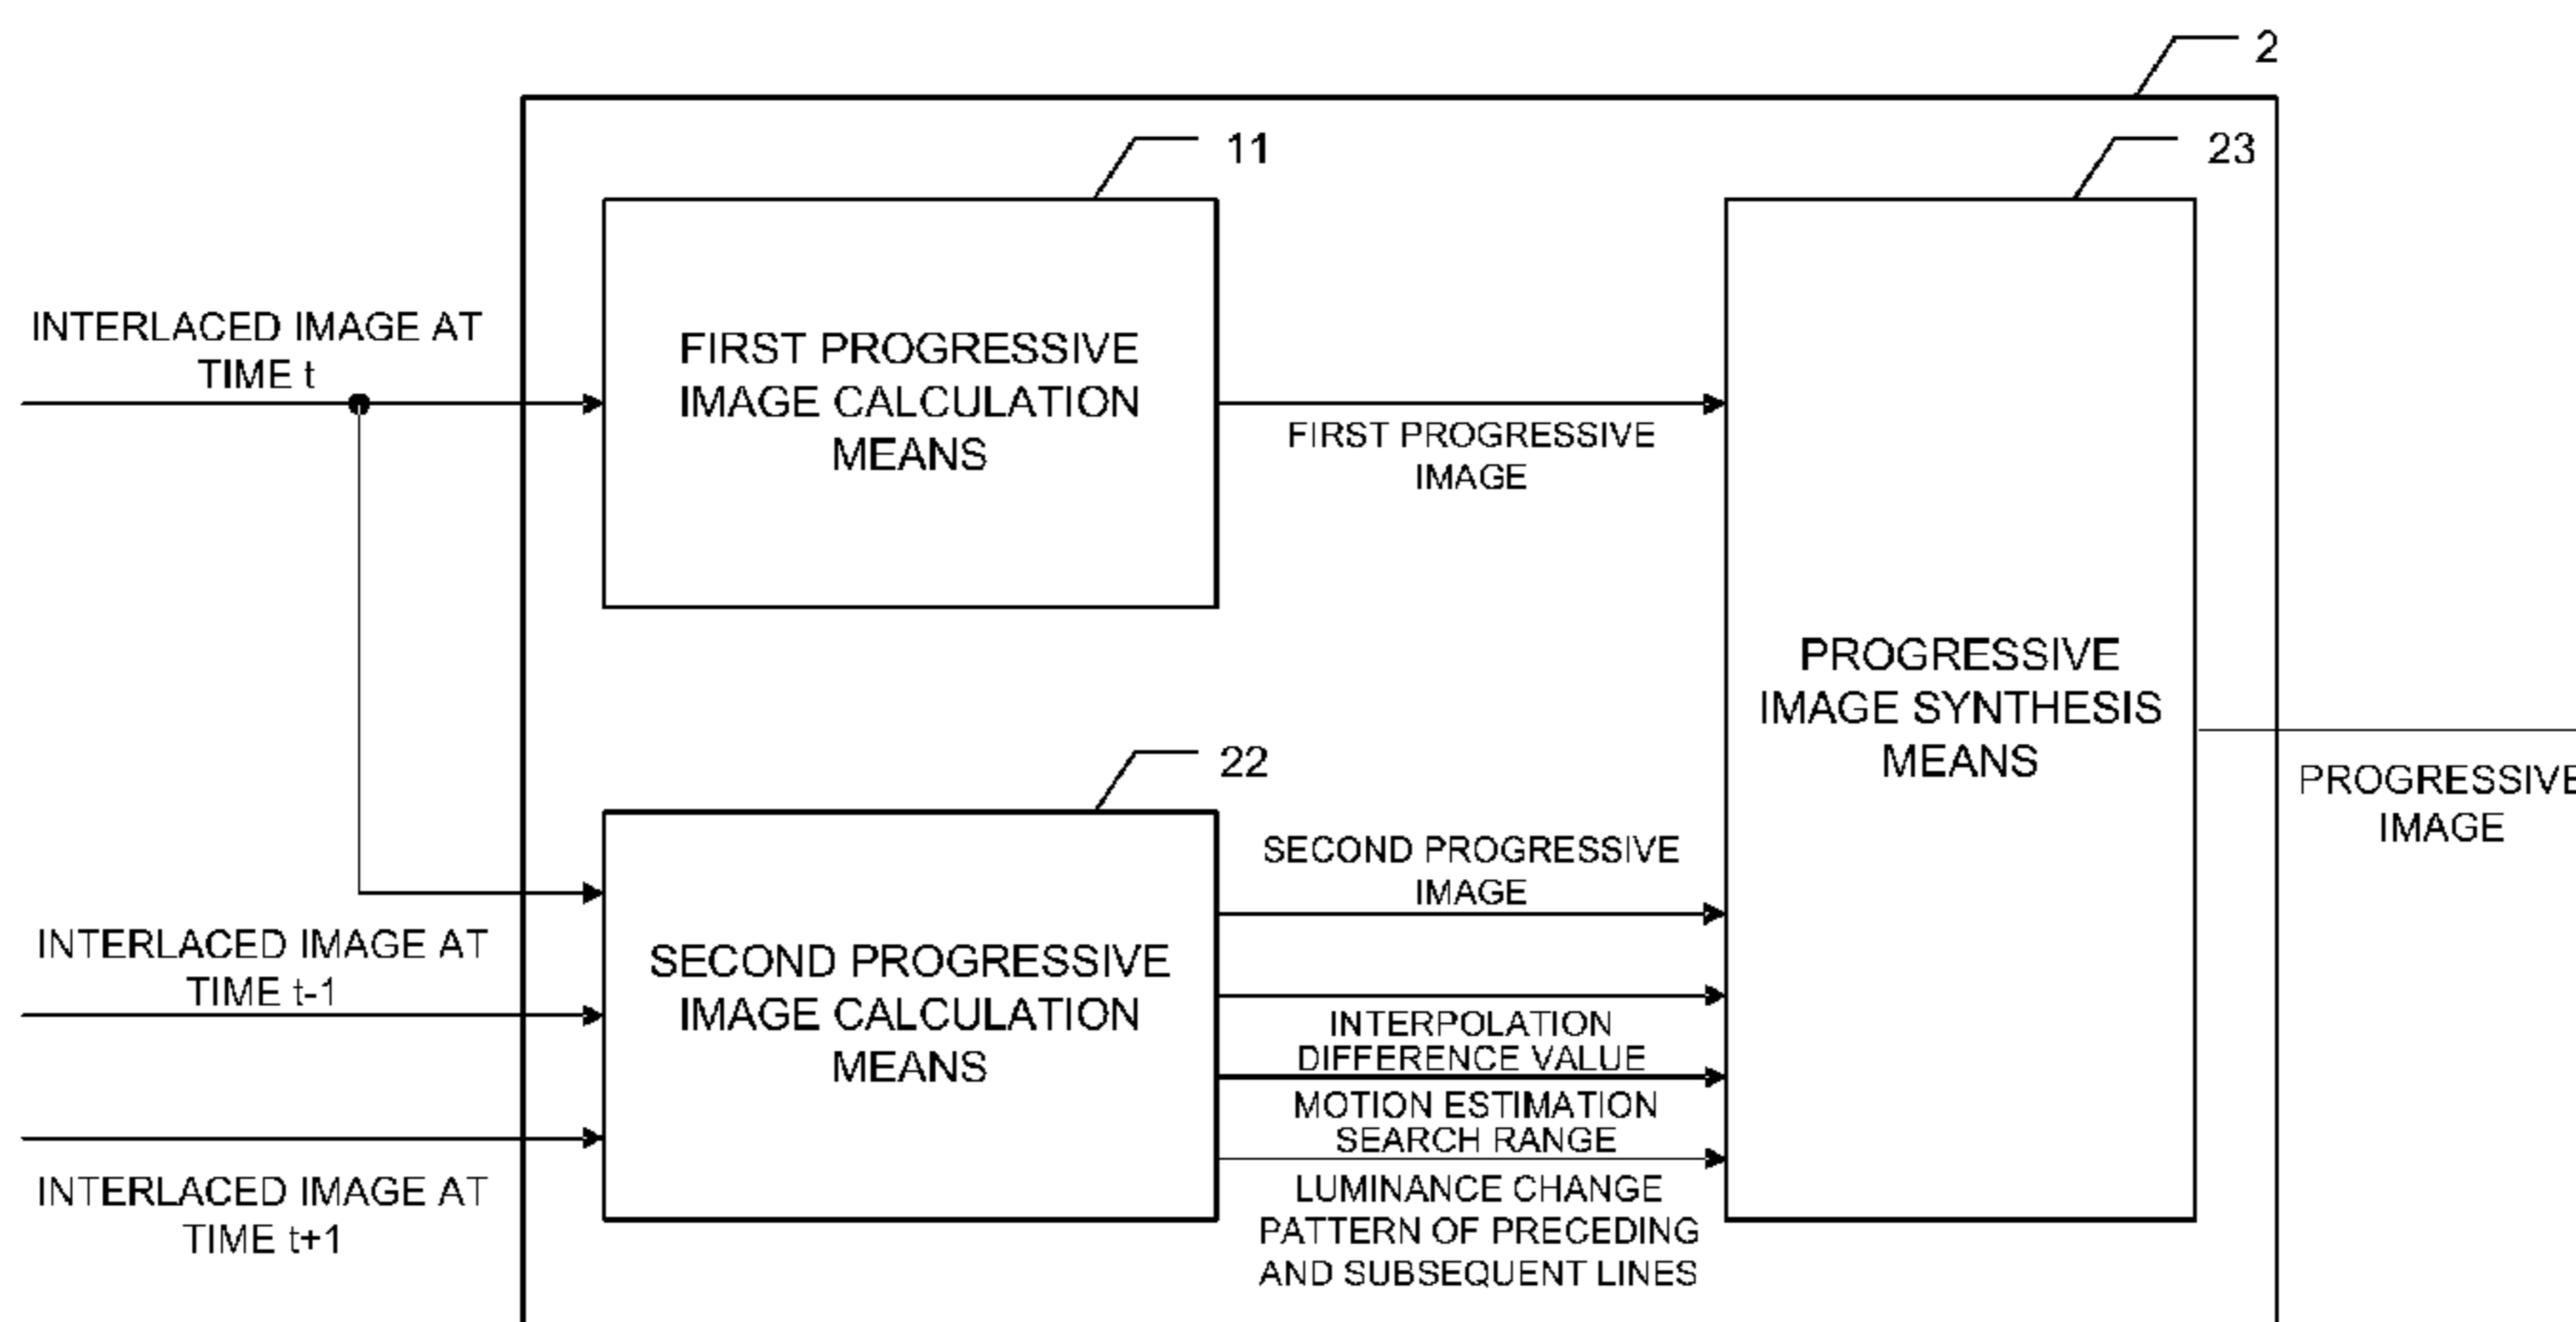 2
11
23
INTERLACED IMAGE AT
TIME t
FIRST PROGRESSIVE
IMAGE CALCULATION
MEANS
FIRST PROGRESSIVE
IMAGE
PROGRESSIVE
IMAGE SYNTHESIS
MEANS
PROGRESSIVE
IMAGE
22
SECOND PROGRESSIVE
IMAGE CALCULATION
MEANS
INTERLACED IMAGE AT
TIME t-1
INTERLACED IMAGE AT
TIME t+1
SECOND PROGRESSIVE
IMAGE
INTERPOLATION
DIFFERENCE VALUE
MOTION ESTIMATION
SEARCH RANGE
LUMINANCE CHANGE
PATTERN OF PRECEDING
AND SUBSEQUENT LINES